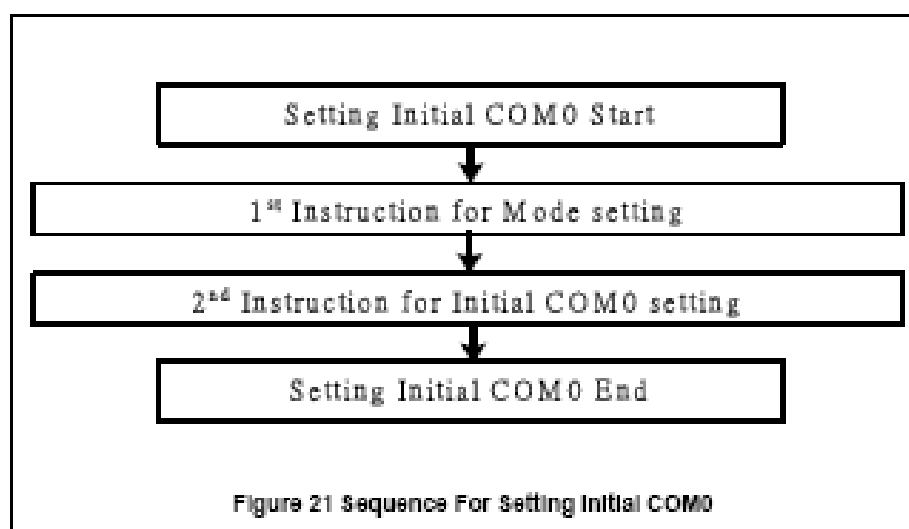 Setting Initial COM0 Start
1st Instruction for Mode setting
2nd Instruction for Initial COM0 setting
Setting Initial COM0 End
Figure 21 Sequence For Setting Initial COM0